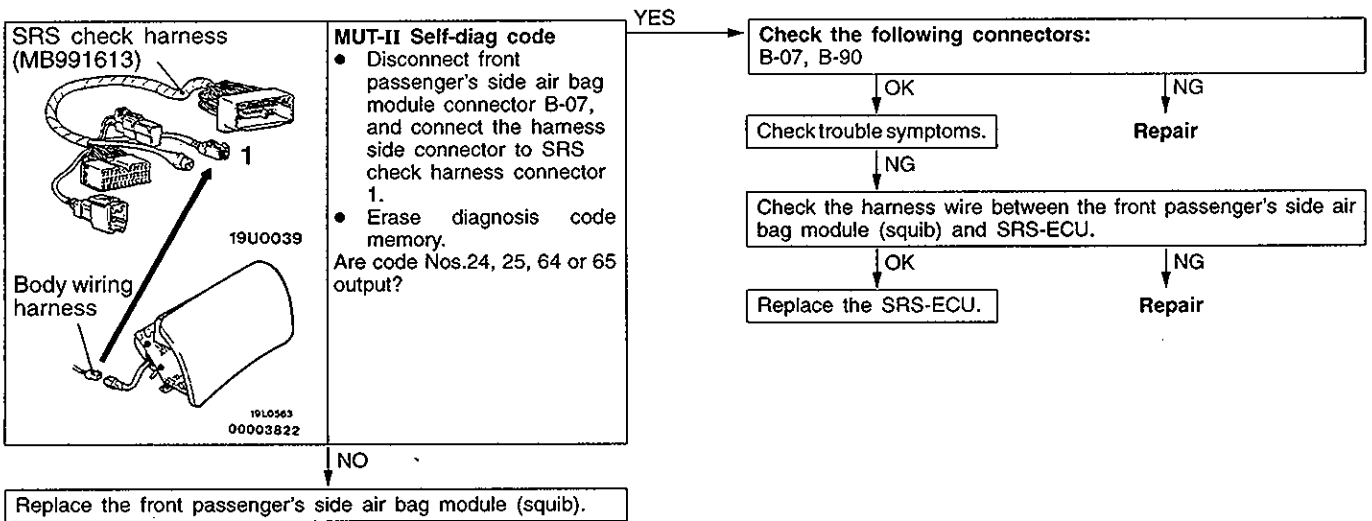 SRS check harness
(MB991613)
1
19U0039
Body wiring
harness
19L0563
00003822
MUT-II Self-diag code
● Disconnect front
passenger's side air bag
module connector B-07,
and connect the harness
side connector to SRS
check harness connector
1.
● Erase diagnosis code
memory.
Are code Nos.24, 25, 64 or 65
output?
YES
Check the following connectors:
B-07, B-90
OK
NG
Check trouble symptoms.
Repair
NG
Check the harness wire between the front passenger's side air
bag module (squib) and SRS-ECU.
OK
NG
Replace the SRS-ECU.
Repair
NO
Replace the front passenger's side air bag module (squib).